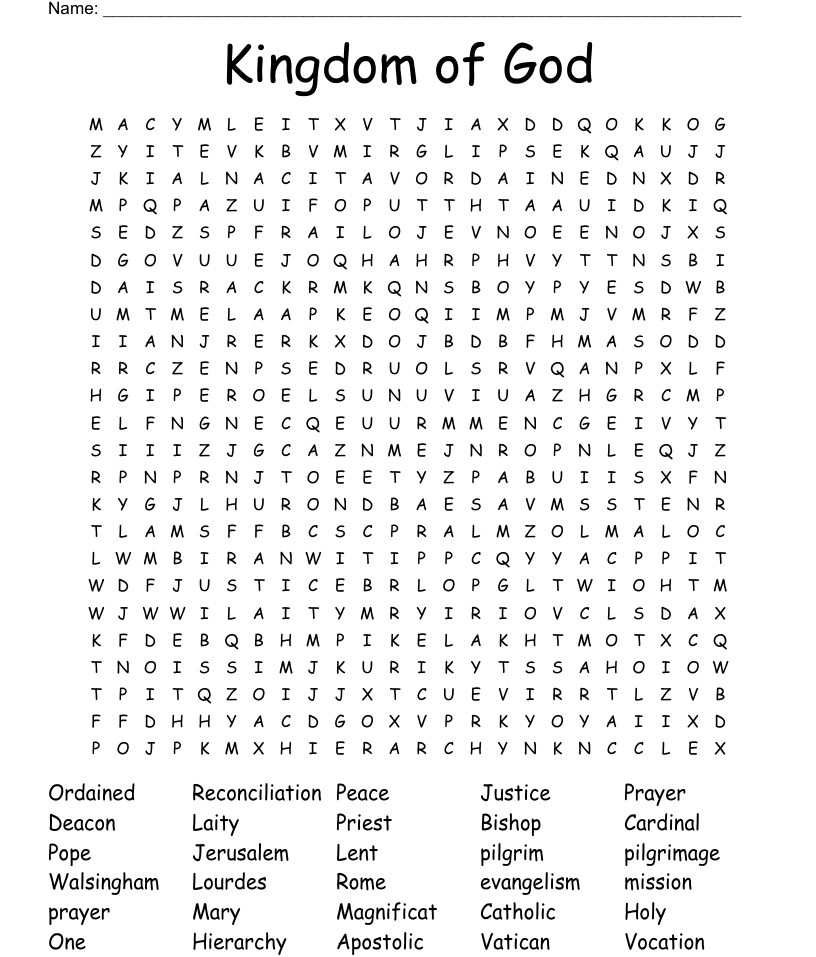 Name: ______________________________________________________________________
Kingdom of God
M A C Y M L E I T X V T J I A X D D Q O K K O G
Z Y I T E V K B V M I R G L I P S E K Q A U J J
J K I A L N A C I T A V O R D A I N E D N X D R
M P Q P A Z U I F O P U T T H T A A U I D K I Q
S E D Z S P F R A I L O J E V N O E E N O J X S
D G O V U U E J O Q H A H R P H V Y T T N S B I
D A I S R A C K R M K Q N S B O Y P Y E S D W B
U M T M E L A A P K E O Q I I M P M J V M R F Z
I I A N J R E R K X D O J B D B F H M A S O D D
R R C Z E N P S E D R U O L S R V Q A N P X L F
H G I P E R O E L S U N U V I U A Z H G R C M P
E L F N G N E C Q E U U R M M E N C G E I V Y T
S I I I Z J G C A Z N M E J N R O P N L E Q J Z
R P N P R N J T O E E T Y Z P A B U I I S X F N
K Y G J L H U R O N D B A E S A V M S S T E N R
T L A M S F F B C S C P R A L M Z O L M A L O C
L W M B I R A N W I T I P P C Q Y Y A C P P I T
W D F J U S T I C E B R L O P G L T W I O H T M
W J W W I L A I T Y M R Y I R I O V C L S D A X
K F D E B Q B H M P I K E L A K H T M O T X C Q
T N O I S S I M J K U R I K Y T S S A H O I O W
T P I T Q Z O I J J X T C U E V I R R T L Z V B
F F D H H Y A C D G O X V P R K Y O Y A I I X D
P O J P K M X H I E R A R C H Y N K N C C L E X
Ordained Reconciliation Peace Justice Prayer
Deacon Laity Priest Bishop Cardinal
Pope Jerusalem Lent pilgrim pilgrimage
Walsingham Lourdes Rome evangelism mission
prayer Mary Magnificat Catholic Holy
One Hierarchy Apostolic Vatican Vocation